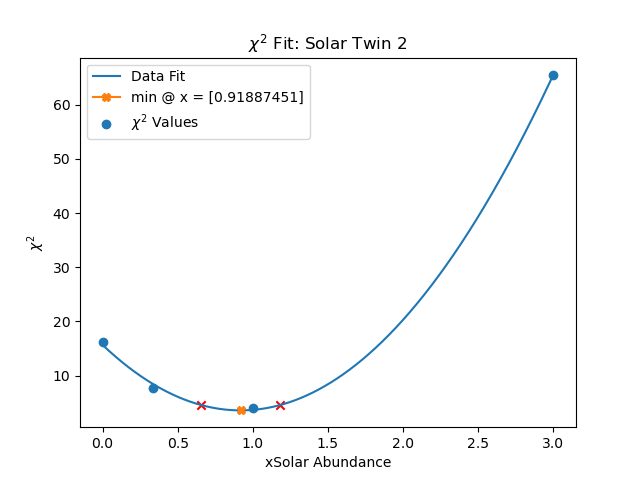 χ² Fit: Solar Twin 2
Data Fit
min @ x = [0.91887451]
χ² Values
χ²
60
50
40
30
20
10
0.0 0.5 1.0 1.5 2.0 2.5 3.0
xSolar Abundance